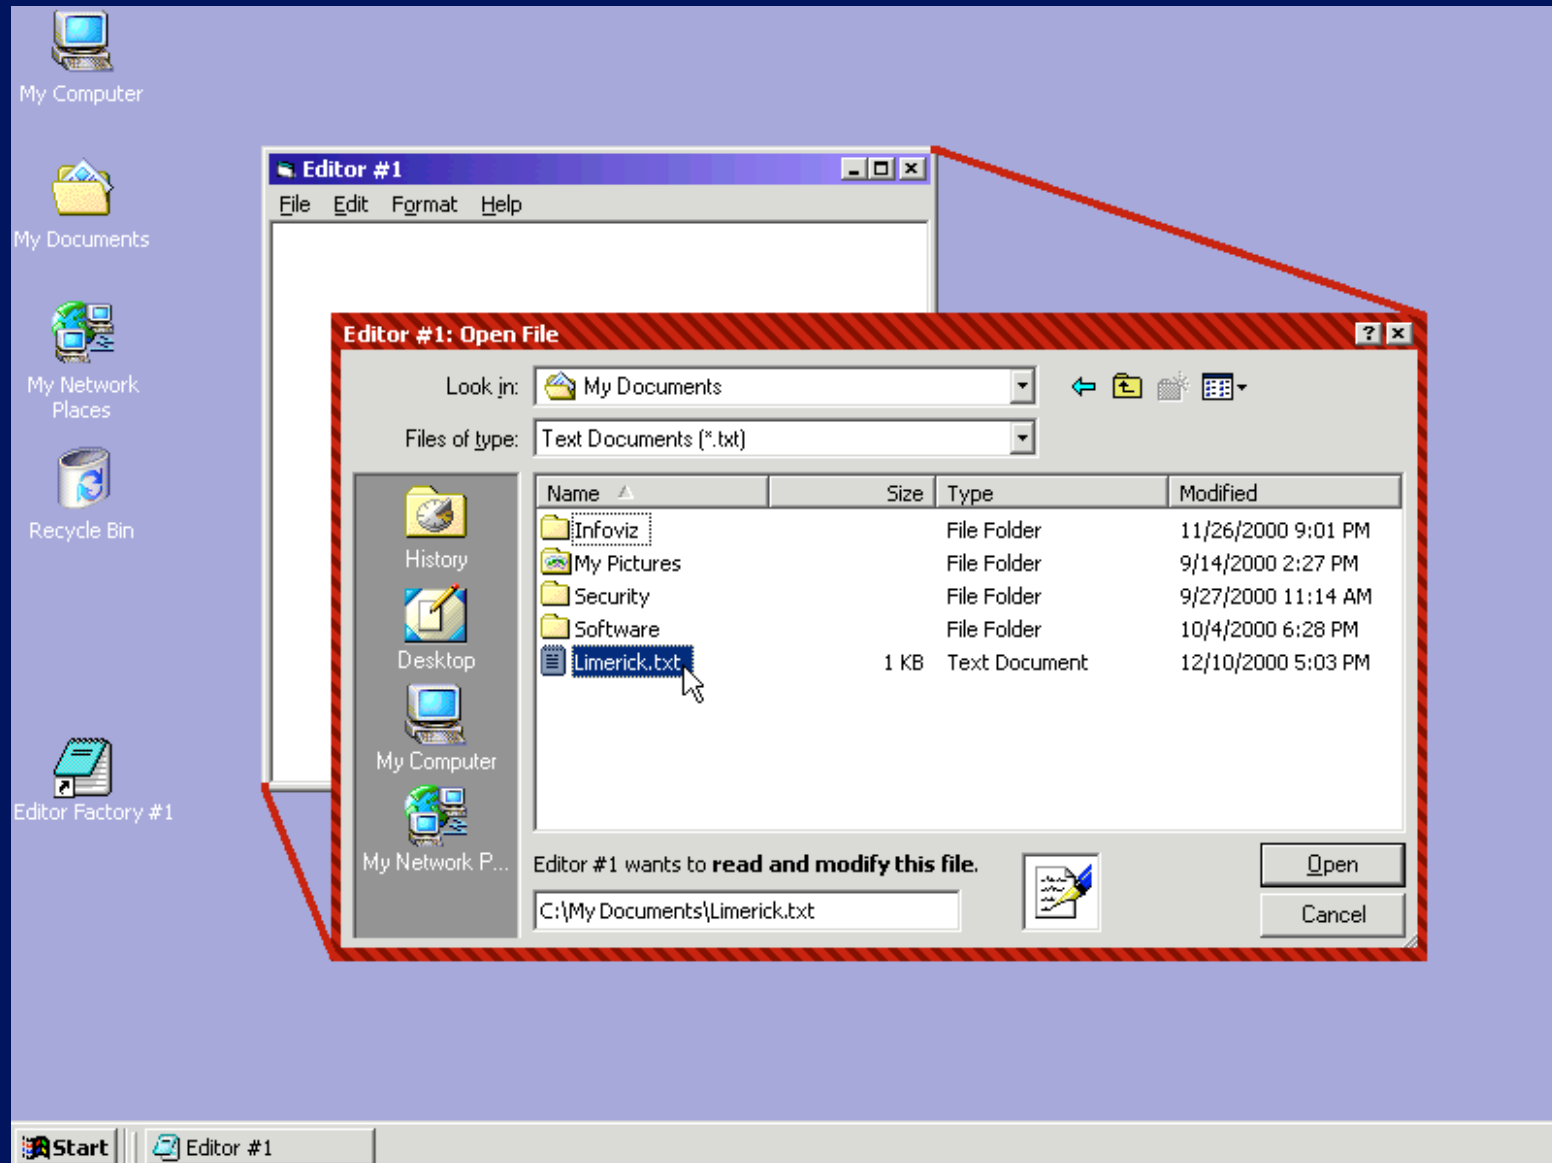 My Computer
My Documents
My Network
Places
Recycle Bin
Editor Factory #1
Editor #1
File Edit Format Help
Editor #1: Open File
Look in: My Documents
Files of type: Text Documents (*.txt)
History
Desktop
My Computer
My Network P...
Name Size Type Modified
Infoviz File Folder 11/26/2000 9:01 PM
My Pictures File Folder 9/14/2000 2:27 PM
Security File Folder 9/27/2000 11:14 AM
Software File Folder 10/4/2000 6:28 PM
Limerick.txt 1 KB Text Document 12/10/2000 5:03 PM
Editor #1 wants to read and modify this file.
C:\My Documents\Limerick.txt
Open
Cancel
Start Editor #1